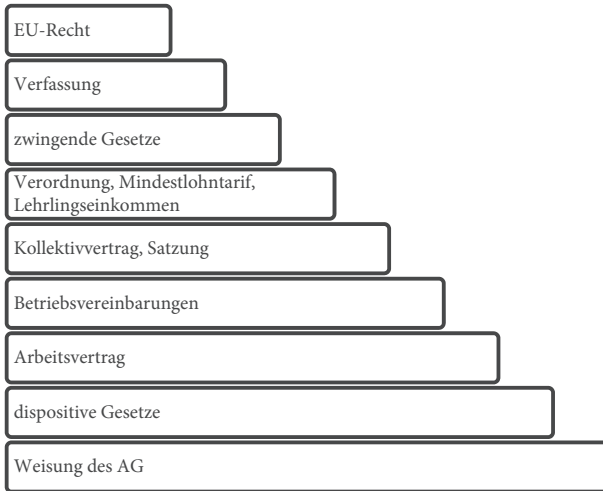 EU-Recht
Verfassung
zwingende Gesetze
Verordnung, Mindestlohntarif,
Lehrlingseinkommen
Kollektivvertrag, Satzung
Betriebsvereinbarungen
Arbeitsvertrag
dispositive Gesetze
Weisung des AG